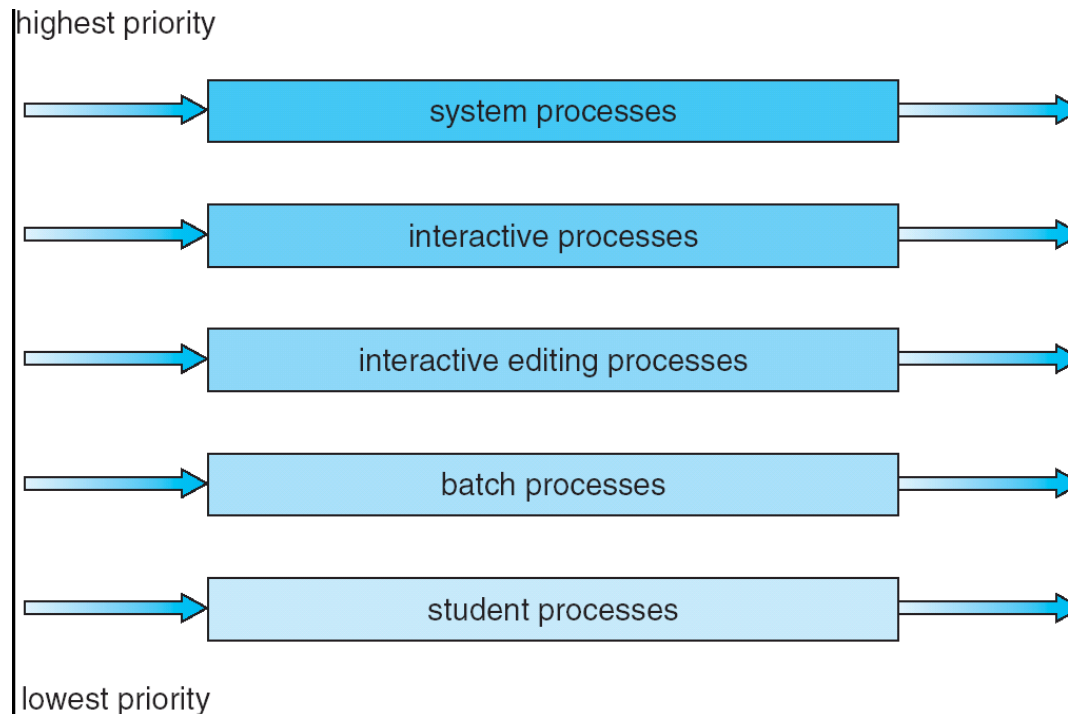 highest priority
system processes
interactive processes
interactive editing processes
batch processes
student processes
lowest priority